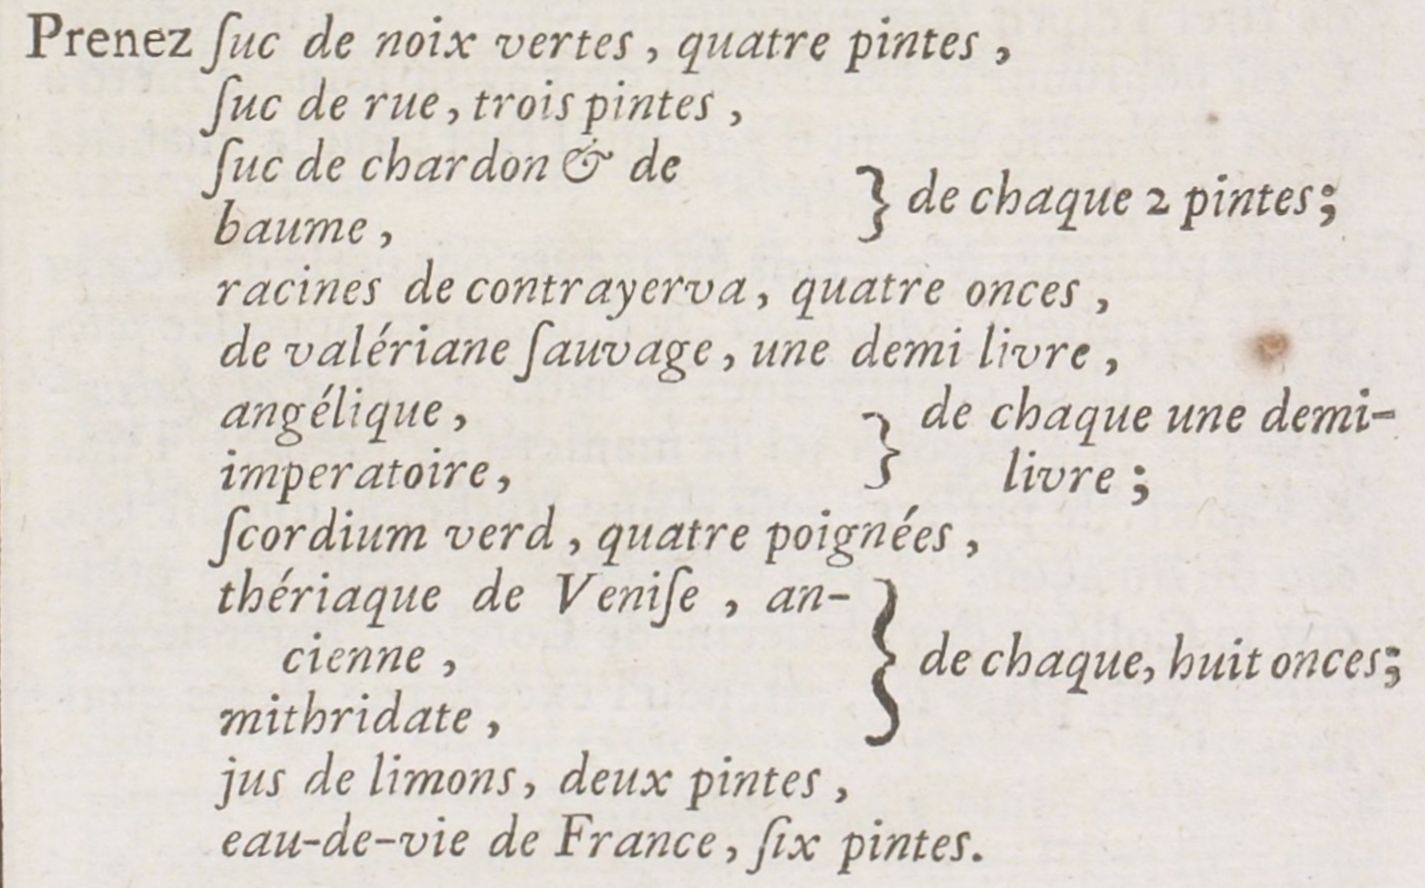 Prenez ſuc de noix vertes, quatre pintes,
ſuc de rue, trois pintes,
ſuc de chardon & de
baume, } de chaque 2 pintes;
racines de contrayerva, quatre onces,
de valériane ſauvage, une demi livre,
angélique, } de chaque une demi-
imperatoire, livre;
ſcordium verd, quatre poignées,
thériaque de Veniſe, an-
cienne, } de chaque, huit onces;
mithridate,
jus de limons, deux pintes,
eau-de-vie de France, ſix pintes.